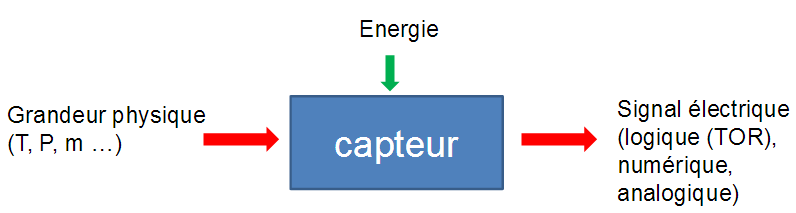 Energie
Grandeur physique
(T, P, m ...)
capteur
Signal électrique
(logique (TOR),
numérique,
analogique)